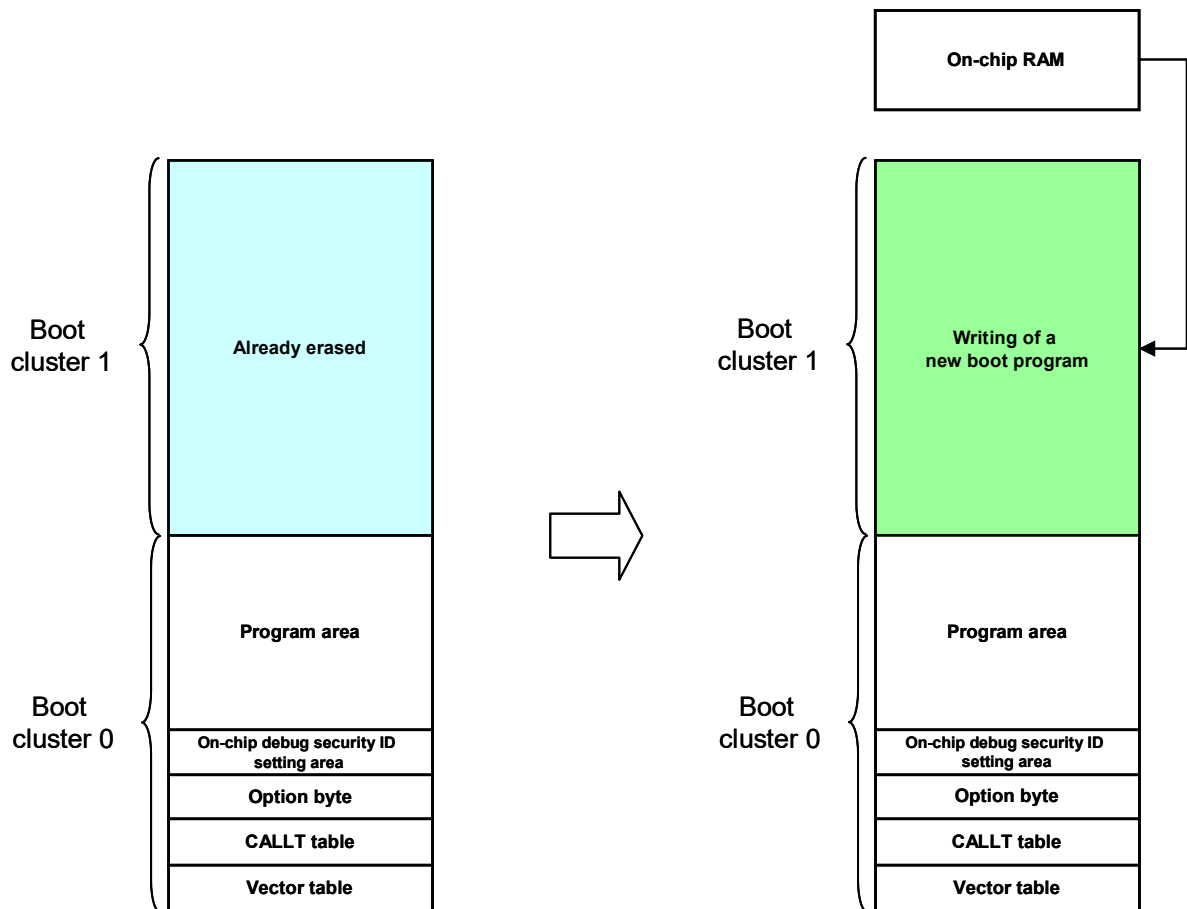 On-chip RAM
Boot
cluster 1
Already erased
Boot
cluster 1
Writing of a
new boot program
Boot
cluster 0
Program area
On-chip debug security ID
setting area
Option byte
CALLT table
Vector table
Boot
cluster 0
Program area
On-chip debug security ID
setting area
Option byte
CALLT table
Vector table